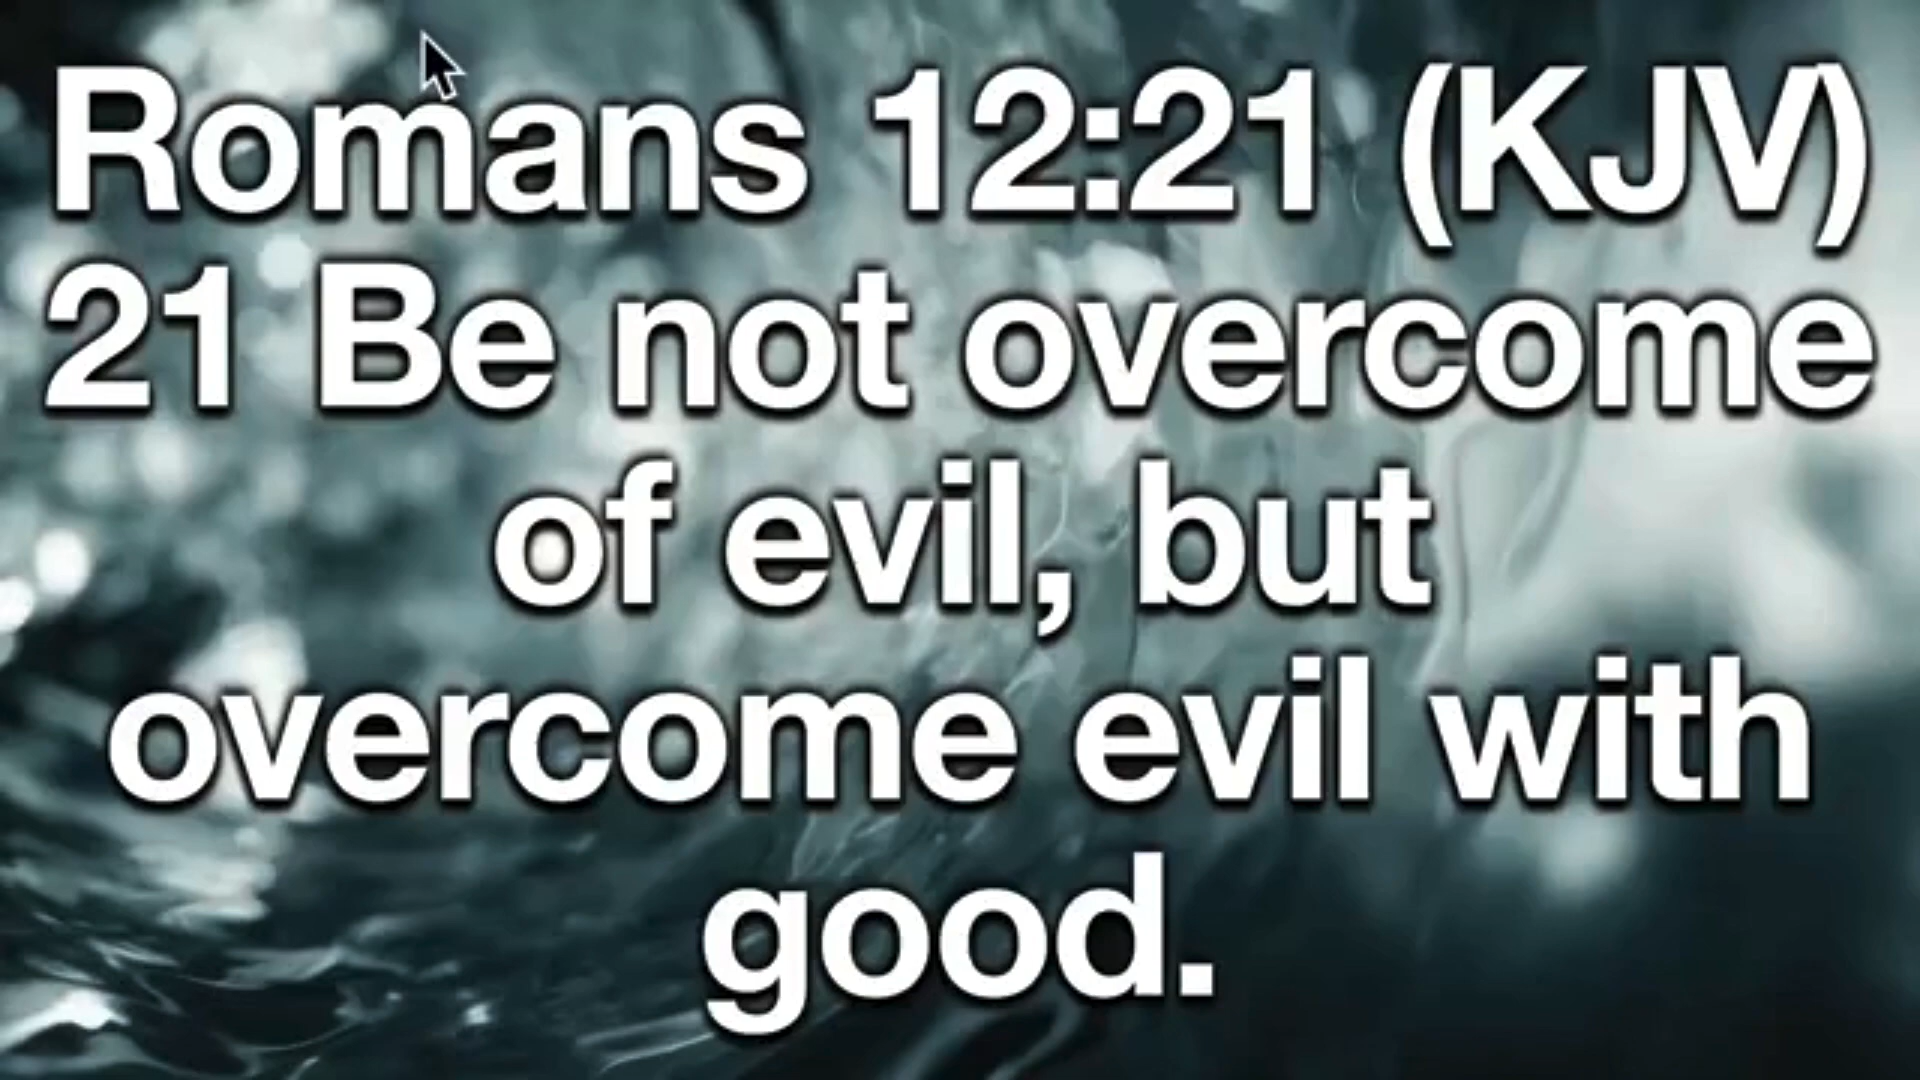 Romans 12:21 (KJV)
21 Be not overcome
of evil, but
overcome evil with
good.